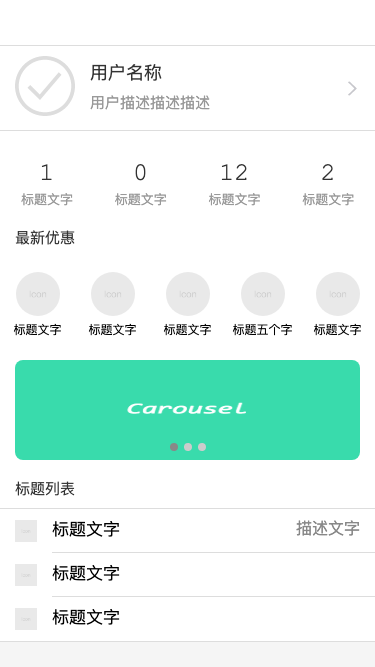 用户名称
用户描述描述描述
1 0 12 2
标题文字 标题文字 标题文字 标题文字
最新优惠
icon icon icon icon icon
标题文字 标题文字 标题文字 标题五个字 标题文字
Carousel
标题列表
标题文字 描述文字
标题文字
标题文字